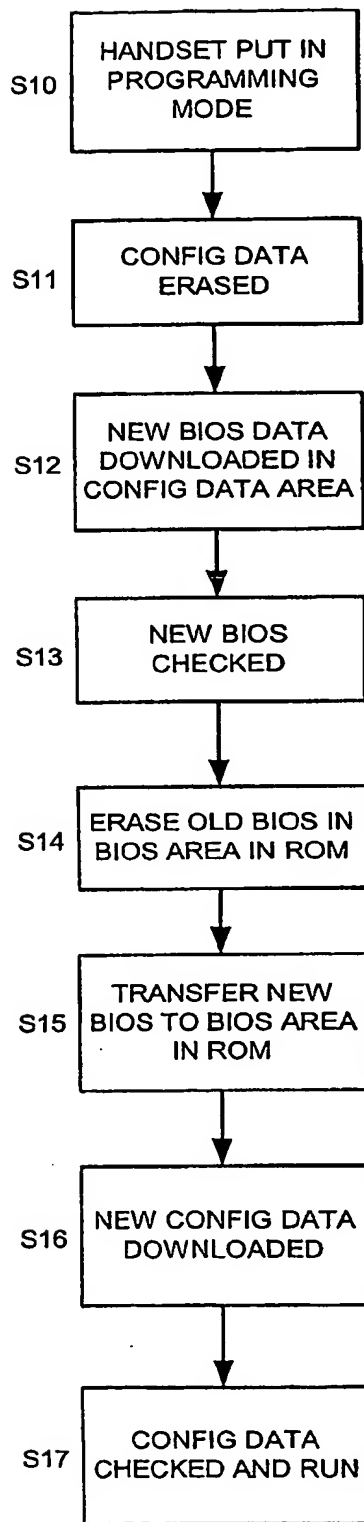 S10
HANDSET PUT IN
PROGRAMMING
MODE
S11
CONFIG DATA
ERASED
S12
NEW BIOS DATA
DOWNLOADED IN
CONFIG DATA AREA
S13
NEW BIOS
CHECKED
S14
ERASE OLD BIOS IN
BIOS AREA IN ROM
S15
TRANSFER NEW
BIOS TO BIOS AREA
IN ROM
S16
NEW CONFIG DATA
DOWNLOADED
S17
CONFIG DATA
CHECKED AND RUN